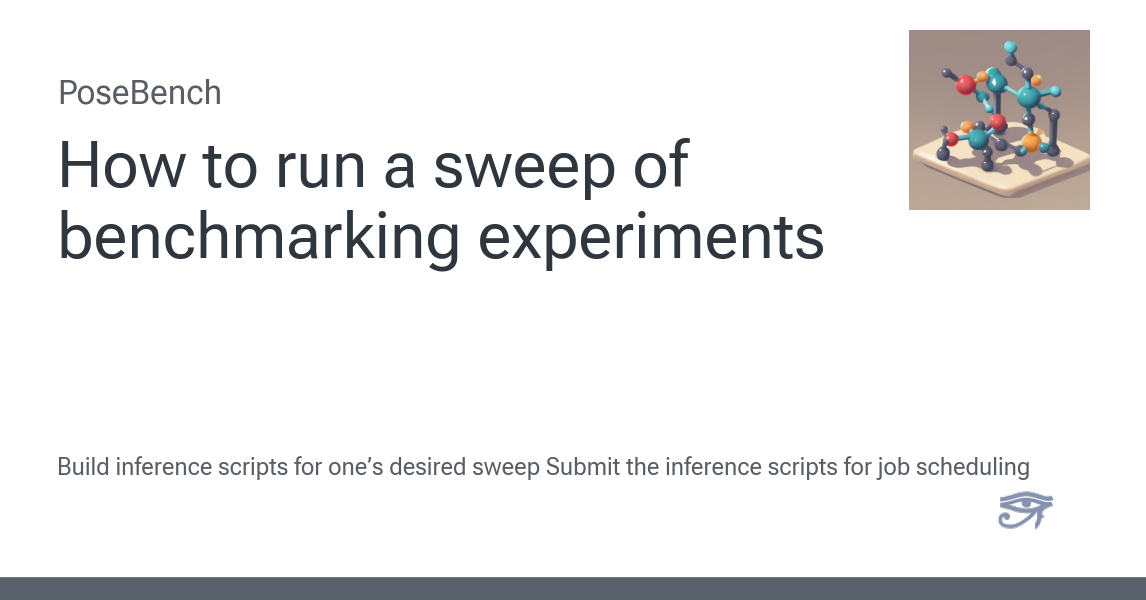 PoseBench
How to run a sweep of
benchmarking experiments
Build inference scripts for one’s desired sweep Submit the inference scripts for job scheduling